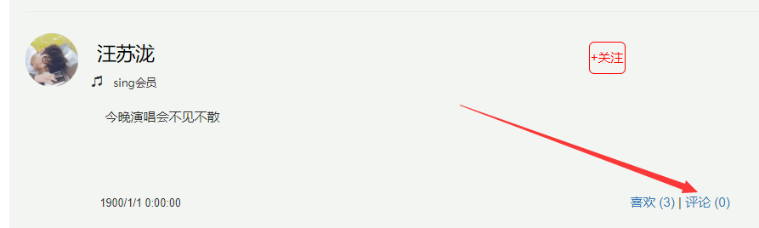 汪苏泷
+关注
sing会员
今晚演唱会不见不散
1900/1/1 0:00:00
喜欢 (3) | 评论 (0)